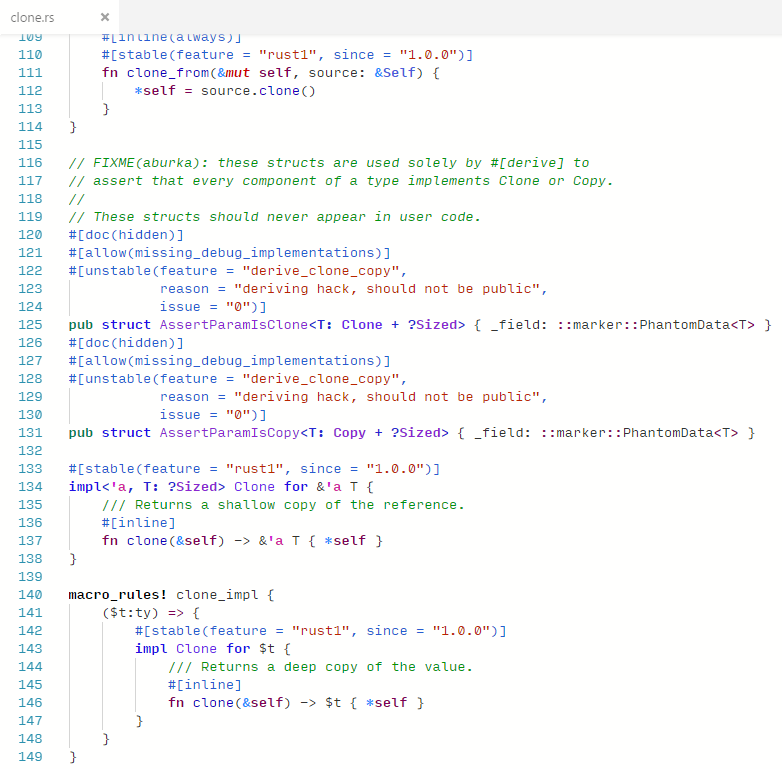 clone.rs ×
109     #[inline(always)]
110     #[stable(feature = "rust1", since = "1.0.0")]
111     fn clone_from(&mut self, source: &Self) {
112         *self = source.clone()
113     }
114 }
115
116 // FIXME(aburka): these structs are used solely by #[derive] to
117 // assert that every component of a type implements Clone or Copy.
118 //
119 // These structs should never appear in user code.
120 #[doc(hidden)]
121 #[allow(missing_debug_implementations)]
122 #[unstable(feature = "derive_clone_copy",
123            reason = "deriving hack, should not be public",
124            issue = "0")]
125 pub struct AssertParamIsClone<T: Clone + ?Sized> { _field: ::marker::PhantomData<T> }
126 #[doc(hidden)]
127 #[allow(missing_debug_implementations)]
128 #[unstable(feature = "derive_clone_copy",
129            reason = "deriving hack, should not be public",
130            issue = "0")]
131 pub struct AssertParamIsCopy<T: Copy + ?Sized> { _field: ::marker::PhantomData<T> }
132
133 #[stable(feature = "rust1", since = "1.0.0")]
134 impl<'a, T: ?Sized> Clone for &'a T {
135     /// Returns a shallow copy of the reference.
136     #[inline]
137     fn clone(&self) -> &'a T { *self }
138 }
139
140 macro_rules! clone_impl {
141     ($t:ty) => {
142         #[stable(feature = "rust1", since = "1.0.0")]
143         impl Clone for $t {
144             /// Returns a deep copy of the value.
145             #[inline]
146             fn clone(&self) -> $t { *self }
147         }
148     }
149 }